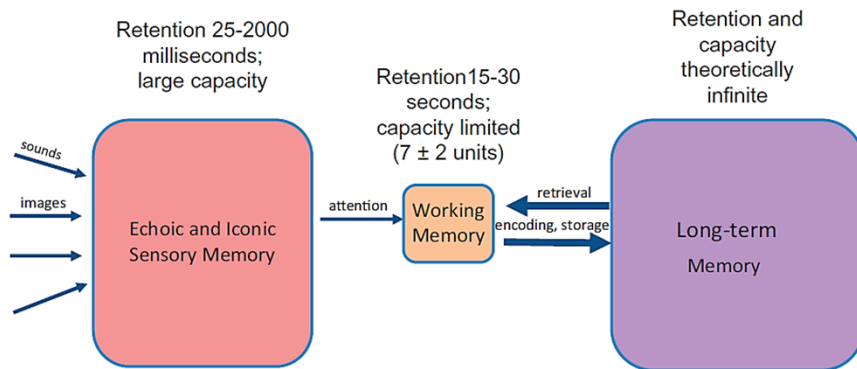 Retention 25-2000
milliseconds;
large capacity
Retention15-30
seconds;
capacity limited
(7 ± 2 units)
Retention and
capacity
theoretically
infinite
sounds
images
Echoic and Iconic
Sensory Memory
attention
Working
Memory
retrieval
encoding, storage
Long-term
Memory